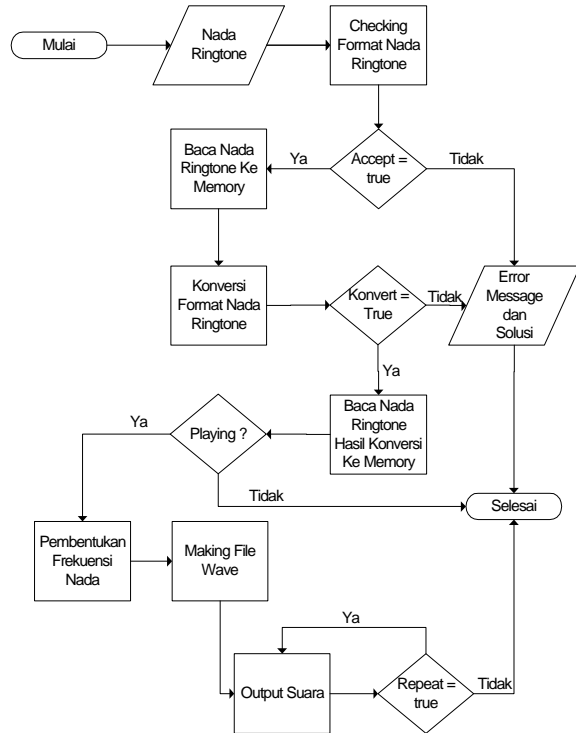 Mulai
Nada
Ringtone
Checking
Format Nada
Ringtone
Baca Nada
Ringtone Ke
Memory
Ya
Accept =
true
Tidak
Konversi
Format Nada
Ringtone
Konvert =
True
Tidak
Error
Message
dan
Solusi
Ya
Baca Nada
Ringtone
Hasil Konversi
Ke Memory
Ya
Playing ?
Tidak
Selesai
Pembentukan
Frekuensi
Nada
Making File
Wave
Ya
Output Suara
Repeat =
true
Tidak